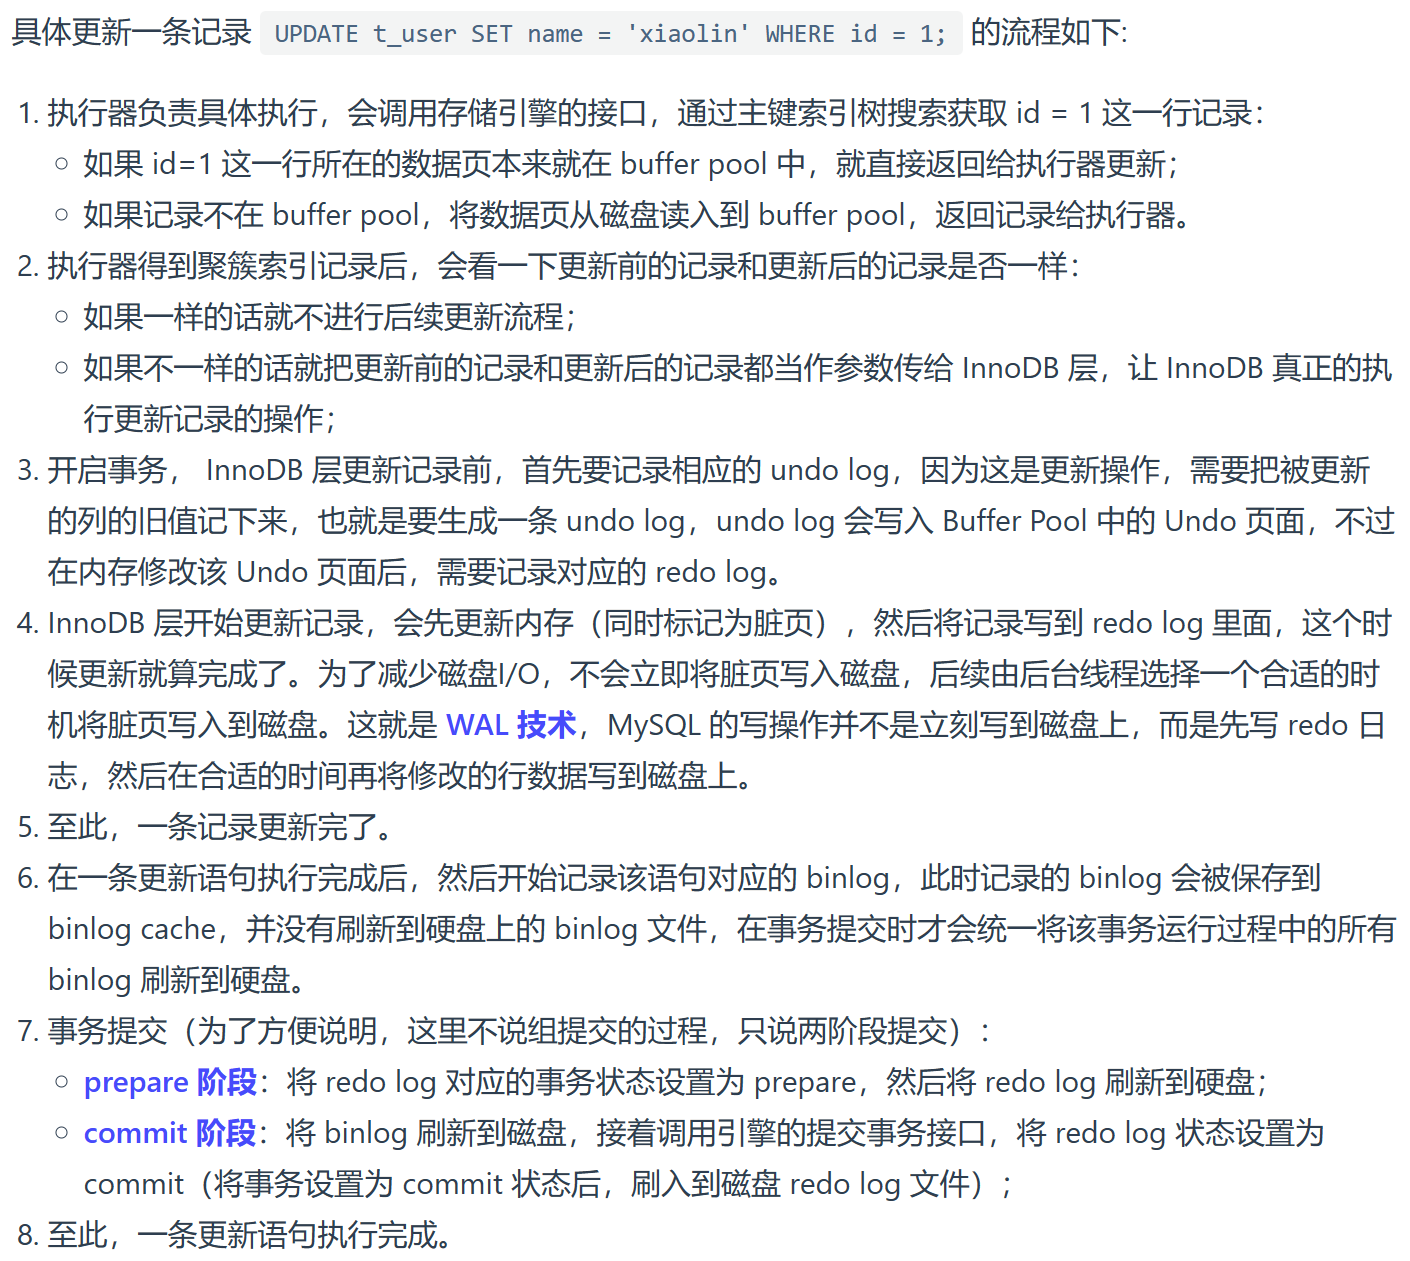 具体更新一条记录 UPDATE t_user SET name = 'xiaolin' WHERE id = 1; 的流程如下:
1. 执行器负责具体执行，会调用存储引擎的接口，通过主键索引树搜索获取 id = 1 这一行记录：
○ 如果 id=1 这一行所在的数据页本来就在 buffer pool 中，就直接返回给执行器更新；
○ 如果记录不在 buffer pool，将数据页从磁盘读入到 buffer pool，返回记录给执行器。
2. 执行器得到聚簇索引记录后，会看一下更新前的记录和更新后的记录是否一样：
○ 如果一样的话就不进行后续更新流程；
○ 如果不一样的话就把更新前的记录和更新后的记录都当作参数传给 InnoDB 层，让 InnoDB 真正的执
行更新记录的操作；
3. 开启事务， InnoDB 层更新记录前，首先要记录相应的 undo log，因为这是更新操作，需要把被更新
的列的旧值记下来，也就是要生成一条 undo log，undo log 会写入 Buffer Pool 中的 Undo 页面，不过
在内存修改该 Undo 页面后，需要记录对应的 redo log。
4. InnoDB 层开始更新记录，会先更新内存（同时标记为脏页），然后将记录写到 redo log 里面，这个时
候更新就算完成了。为了减少磁盘I/O，不会立即将脏页写入磁盘，后续由后台线程选择一个合适的时
机将脏页写入到磁盘。这就是 WAL 技术，MySQL 的写操作并不是立刻写到磁盘上，而是先写 redo 日
志，然后在合适的时间再将修改的行数据写到磁盘上。
5. 至此，一条记录更新完了。
6. 在一条更新语句执行完成后，然后开始记录该语句对应的 binlog，此时记录的 binlog 会被保存到
binlog cache，并没有刷新到硬盘上的 binlog 文件，在事务提交时才会统一将该事务运行过程中的所有
binlog 刷新到硬盘。
7. 事务提交（为了方便说明，这里不说组提交的过程，只说两阶段提交）：
○ prepare 阶段：将 redo log 对应的事务状态设置为 prepare，然后将 redo log 刷新到硬盘；
○ commit 阶段：将 binlog 刷新到磁盘，接着调用引擎的提交事务接口，将 redo log 状态设置为
commit（将事务设置为 commit 状态后，刷入到磁盘 redo log 文件）；
8. 至此，一条更新语句执行完成。